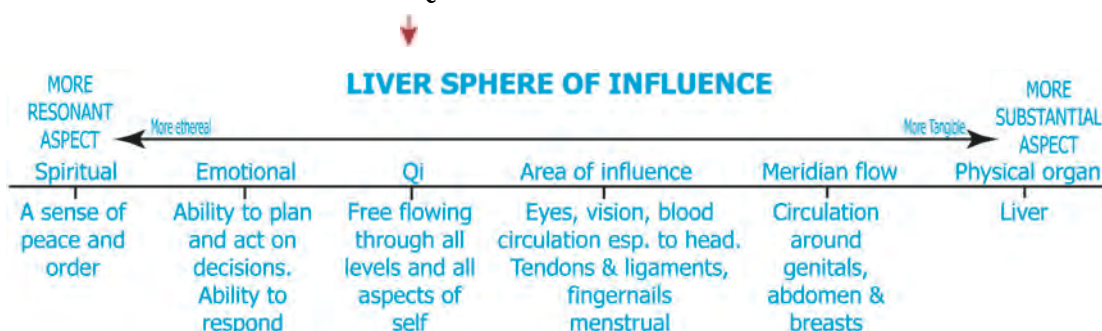 LIVER SPHERE OF INFLUENCE
MORE
RESONANT
ASPECT
More ethereal
More Tangible
MORE
SUBSTANTIAL
ASPECT
Spiritual
A sense of
peace and
order
Emotional
Ability to plan
and act on
decisions.
Ability to
respond
Qi
Free flowing
through all
levels and all
aspects of
self
Area of influence
Eyes, vision, blood
circulation esp. to head.
Tendons & ligaments,
fingernails
menstrual
Meridian flow
Circulation
around
genitals,
abdomen &
breasts
Physical organ
Liver